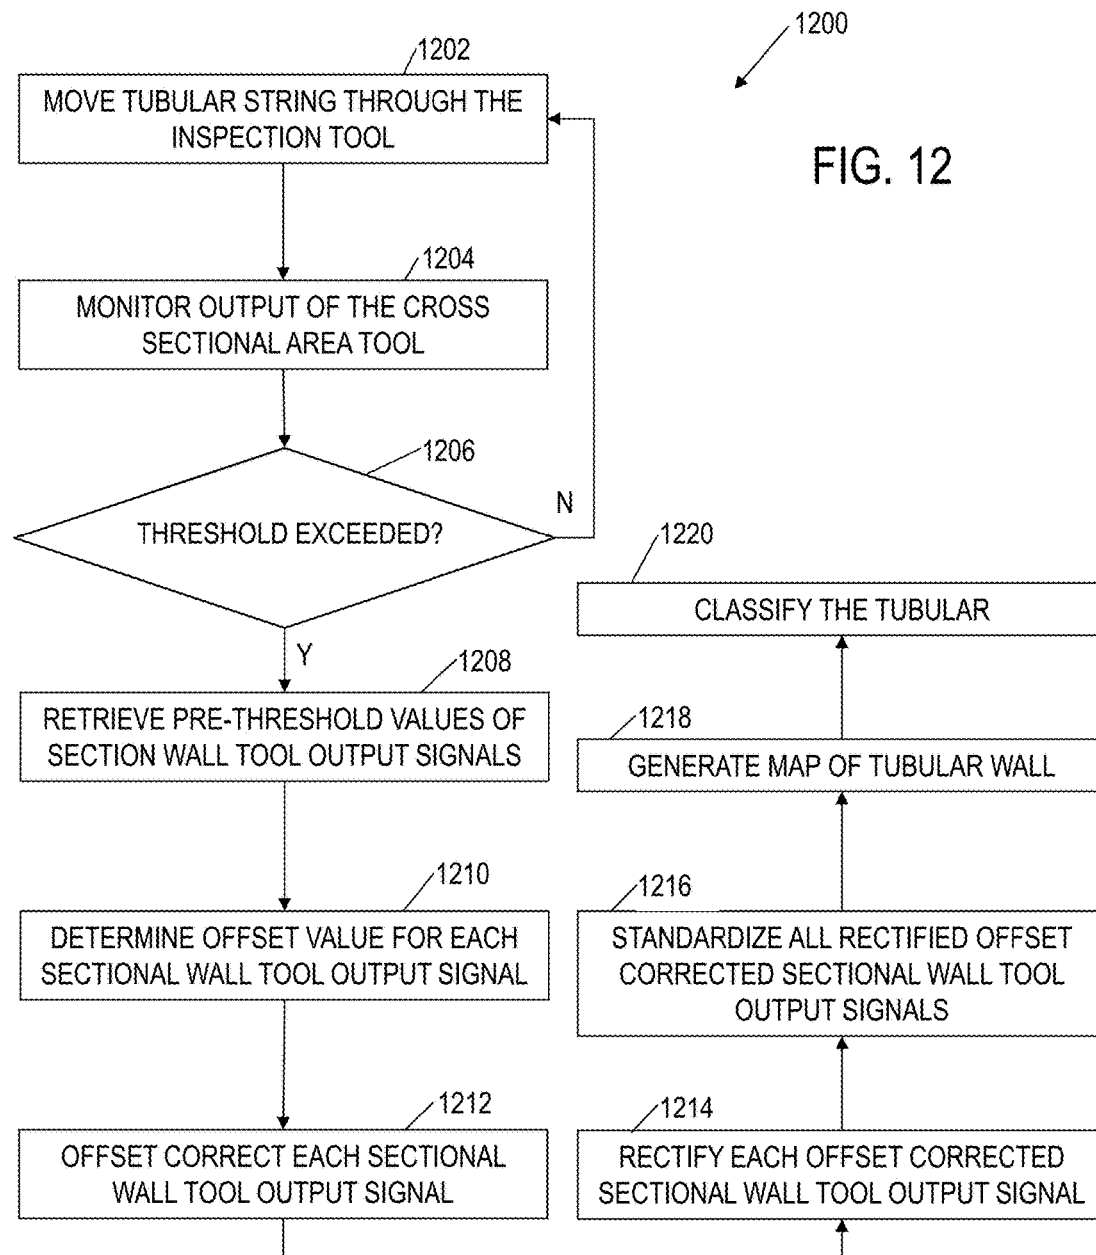 1200
FIG. 12
1202
MOVE TUBULAR STRING THROUGH THE
INSPECTION TOOL
1204
MONITOR OUTPUT OF THE CROSS
SECTIONAL AREA TOOL
1206
THRESHOLD EXCEEDED?
N
Y
1208
RETRIEVE PRE-THRESHOLD VALUES OF
SECTION WALL TOOL OUTPUT SIGNALS
1210
DETERMINE OFFSET VALUE FOR EACH
SECTIONAL WALL TOOL OUTPUT SIGNAL
1212
OFFSET CORRECT EACH SECTIONAL
WALL TOOL OUTPUT SIGNAL
1214
RECTIFY EACH OFFSET CORRECTED
SECTIONAL WALL TOOL OUTPUT SIGNAL
1216
STANDARDIZE ALL RECTIFIED OFFSET
CORRECTED SECTIONAL WALL TOOL
OUTPUT SIGNALS
1218
GENERATE MAP OF TUBULAR WALL
1220
CLASSIFY THE TUBULAR